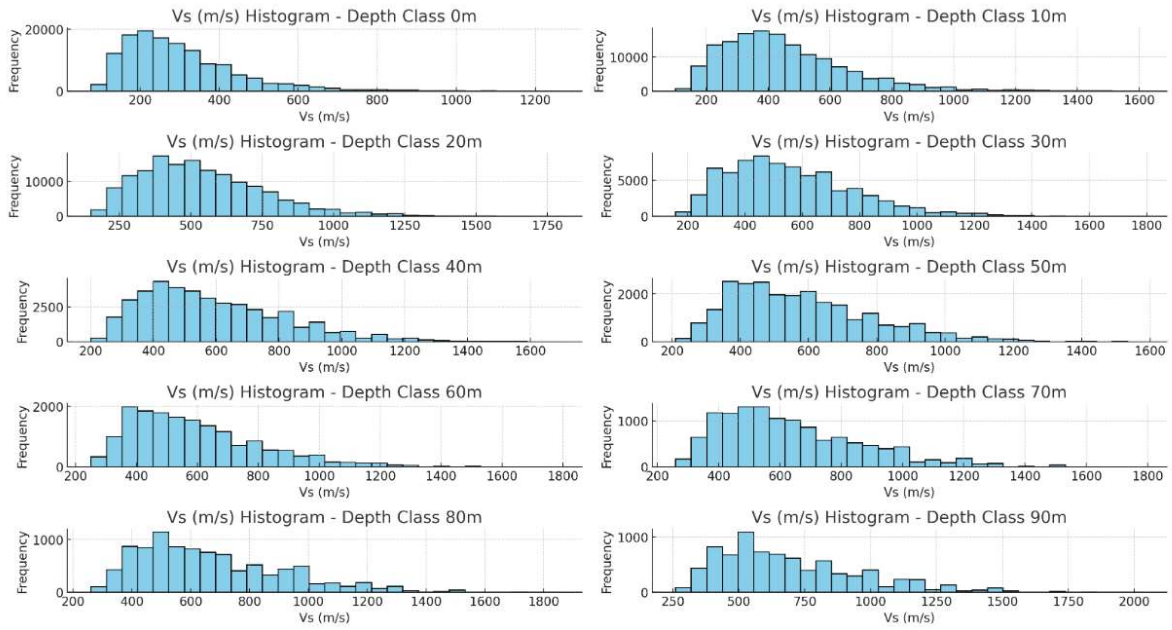 Vs (m/s) Histogram - Depth Class 0m
Frequency
20000
0
200 400 600 800 1000 1200
Vs (m/s)
Vs (m/s) Histogram - Depth Class 10m
Frequency
10000
0
200 400 600 800 1000 1200 1400 1600
Vs (m/s)
Vs (m/s) Histogram - Depth Class 20m
Frequency
10000
0
250 500 750 1000 1250 1500 1750
Vs (m/s)
Vs (m/s) Histogram - Depth Class 30m
Frequency
5000
0
200 400 600 800 1000 1200 1400 1600 1800
Vs (m/s)
Vs (m/s) Histogram - Depth Class 40m
Frequency
2500
0
200 400 600 800 1000 1200 1400 1600
Vs (m/s)
Vs (m/s) Histogram - Depth Class 50m
Frequency
2000
0
200 400 600 800 1000 1200 1400 1600
Vs (m/s)
Vs (m/s) Histogram - Depth Class 60m
Frequency
2000
0
200 400 600 800 1000 1200 1400 1600 1800
Vs (m/s)
Vs (m/s) Histogram - Depth Class 70m
Frequency
1000
0
200 400 600 800 1000 1200 1400 1600 1800
Vs (m/s)
Vs (m/s) Histogram - Depth Class 80m
Frequency
1000
0
200 400 600 800 1000 1200 1400 1600 1800
Vs (m/s)
Vs (m/s) Histogram - Depth Class 90m
Frequency
1000
0
250 500 750 1000 1250 1500 1750 2000
Vs (m/s)